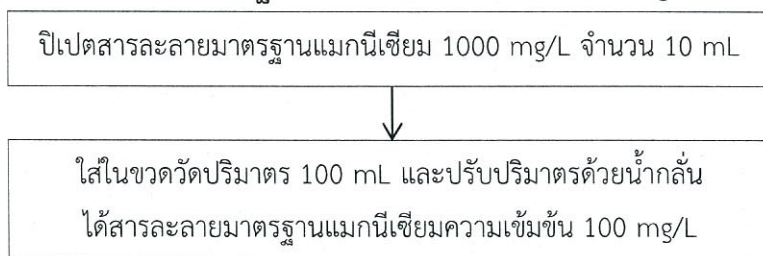 ปิเปตสารละลายมาตรฐานแมกนีเซียม 1000 mg/L จำนวน 10 mL
ใส่ในขวดวัดปริมาตร 100 mL และปรับปริมาตรด้วยน้ำกลั่น
ได้สารละลายมาตรฐานแมกนีเซียมความเข้มข้น 100 mg/L